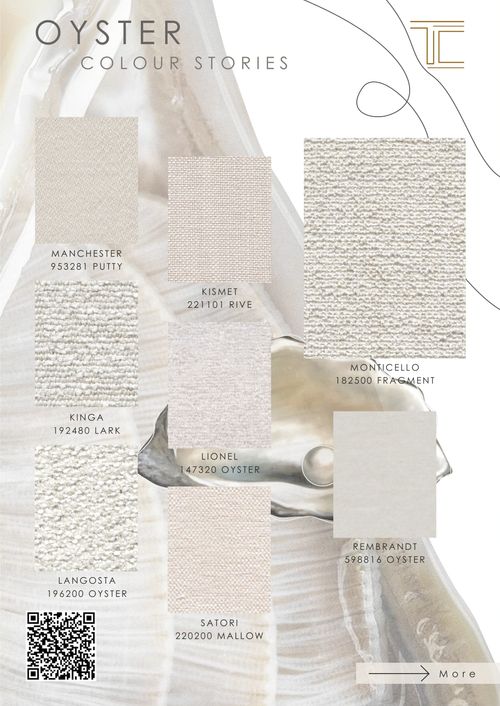 OYSTER
COLOUR STORIES
TC
MANCHESTER
953281 PUTTY
KISMET
221101 RIVE
MONTICELLO
182500 FRAGMENT
KINGA
192480 LARK
LIONEL
147320 OYSTER
REMBRANDT
598816 OYSTER
LANGOSTA
196200 OYSTER
SATORI
220200 MALLOW
More